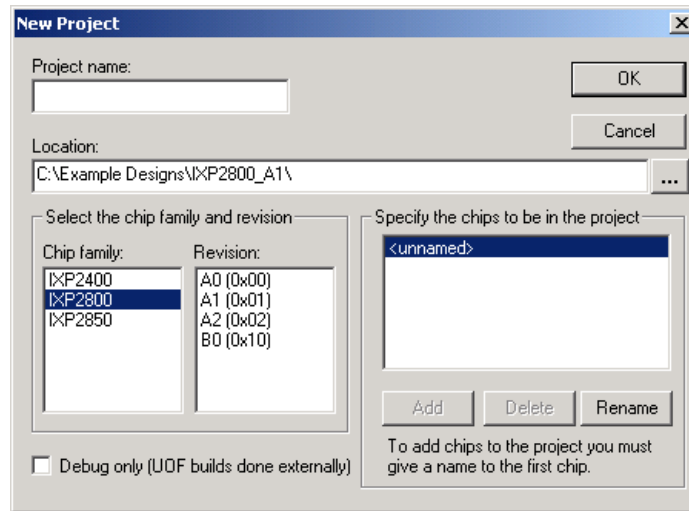 New Project
Project name:
OK
Cancel
Location:
C:\Example Designs\IXP2800_A1\
...
Select the chip family and revision
Chip family:
IXP2400
IXP2800
IXP2850
Revision:
A0 (0x00)
A1 (0x01)
A2 (0x02)
B0 (0x10)
Debug only (UOF builds done externally)
Specify the chips to be in the project
<unnamed>
Add
Delete
Rename
To add chips to the project you must
give a name to the first chip.